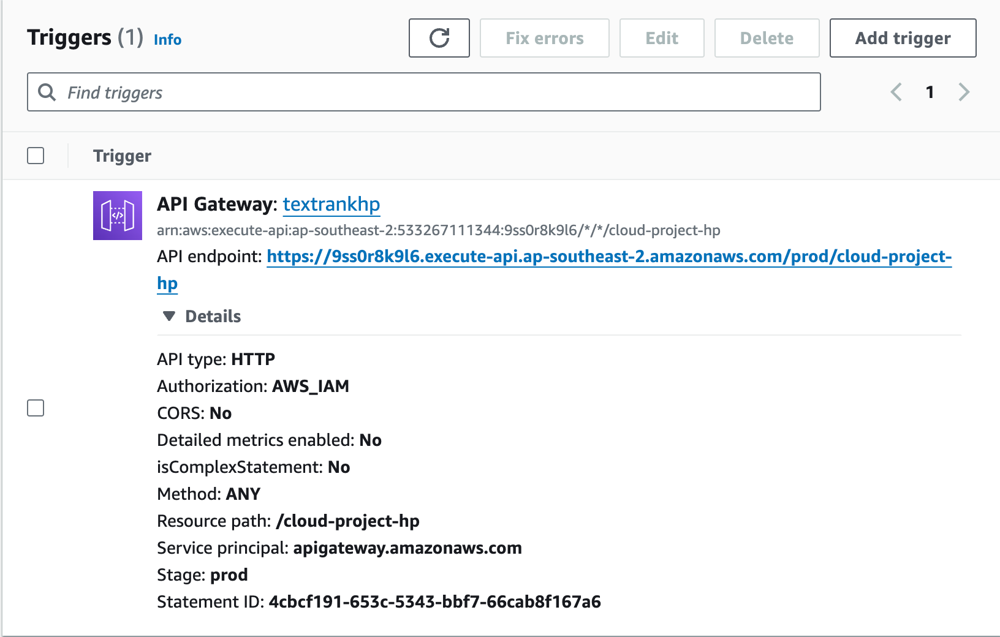 Triggers (1) Info
Fix errors
Edit
Delete
Add trigger
Find triggers
1
Trigger
</>
API Gateway: textrankhp
arn:aws:execute-api:ap-southeast-2:533267111344:9ss0r8k9l6/*/*/cloud-project-hp
API endpoint: https://9ss0r8k9l6.execute-api.ap-southeast-2.amazonaws.com/prod/cloud-project-
hp
Details
API type: HTTP
Authorization: AWS_IAM
CORS: No
Detailed metrics enabled: No
isComplexStatement: No
Method: ANY
Resource path: /cloud-project-hp
Service principal: apigateway.amazonaws.com
Stage: prod
Statement ID: 4cbcf191-653c-5343-bbf7-66cab8f167a6